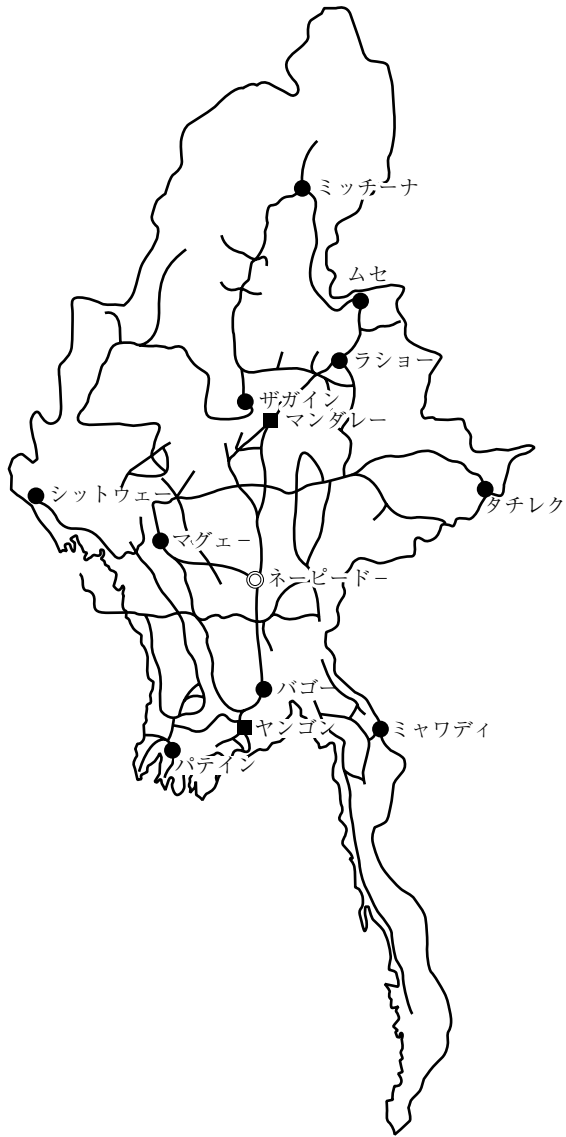 ミッチーナ
ムセ
ラショー
ザガイン
マンダレー
シットウェー
タチレク
マグェー
ネーピードー
バゴー
ヤンゴン
ミャワディ
パテイン